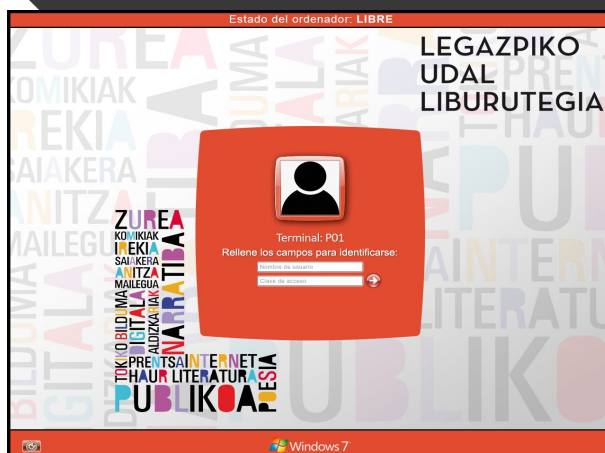 Estado del ordenador: LIBRE
LEGAZPIKO
UDAL
LIBURUTEGIA
Terminal: P01
Rellene los campos para identificarse:
Nombre de usuario
Clave de acceso
ZUREA
KOMIKIAK
IREKIA
SAIAKERA
ANITZA
MAILEGUA
NARRATIBA
ALDIZKARIAK
DIGITALA
TOKIKO BILDUMA
PRENTSA INTERNETA
HAUR LITERATURA
PUBLIKOA
POESIA
Windows 7